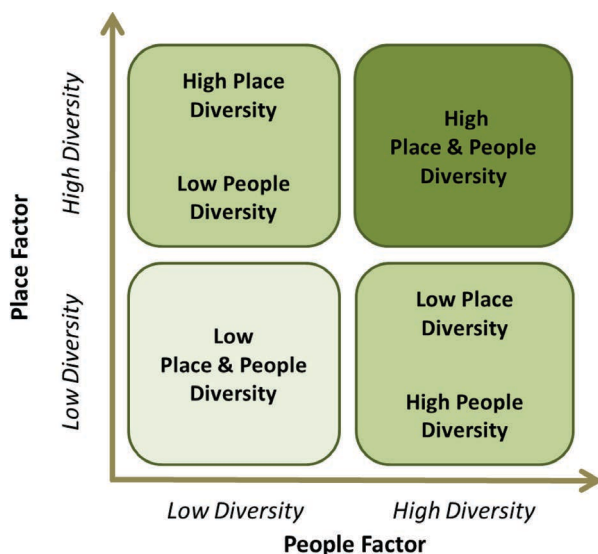 Place Factor
High Diversity
Low Diversity
High Place
Diversity
Low People
Diversity
High
Place & People
Diversity
Low
Place & People
Diversity
Low Place
Diversity
High People
Diversity
Low Diversity
High Diversity
People Factor